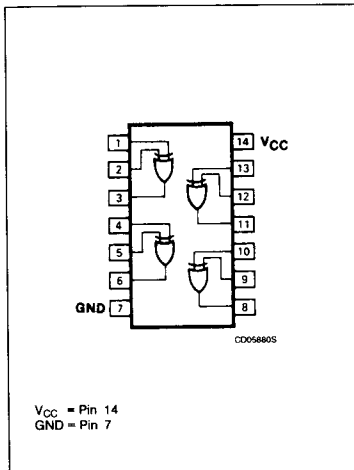 1 14 VCC
2 13
3 12
4 11
5 10
6 9
GND 7 8
CD05880S
VCC = Pin 14
GND = Pin 7